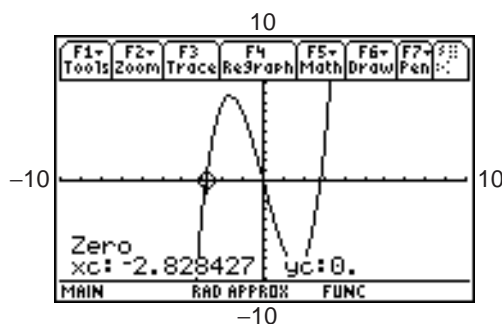 10
F1▾ F2▾ F3 F4 F5▾ F6▾ F7▾
Tools Zoom Trace ReGraph Math Draw Pen
−10 10
Zero
xc: ⁻2.828427 yc:0.
MAIN RAD APPROX FUNC
−10